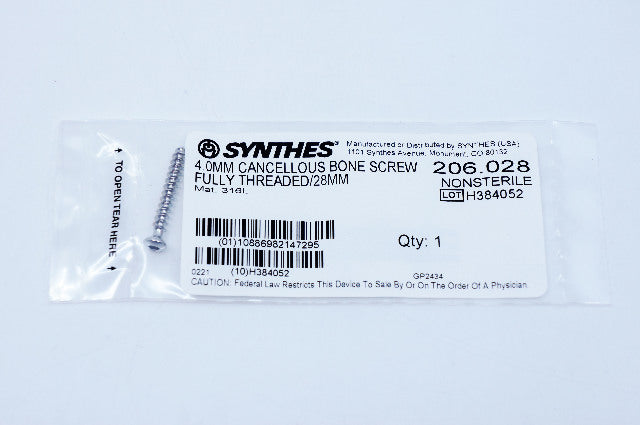 TO OPEN TEAR HERE
SYNTHES®
Manufactured or Distributed by SYNTHES (USA)
1101 Synthes Avenue, Monument, CO 80132
4.0MM CANCELLOUS BONE SCREW
FULLY THREADED/28MM
Mat. 316L
206.028
NONSTERILE
LOT H384052
(01)10886982147295
Qty: 1
(10)H384052
0221
GP2434
CAUTION: Federal Law Restricts This Device To Sale By Or On The Order Of A Physician.